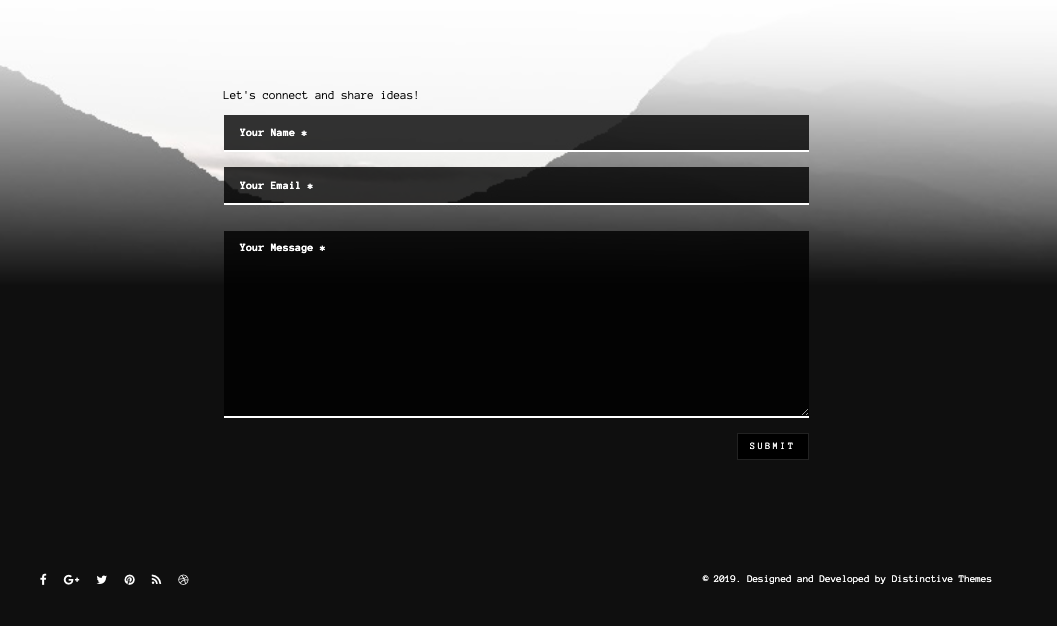 Let's connect and share ideas!
Your Name *
Your Email *
Your Message *
SUBMIT
© 2019. Designed and Developed by Distinctive Themes